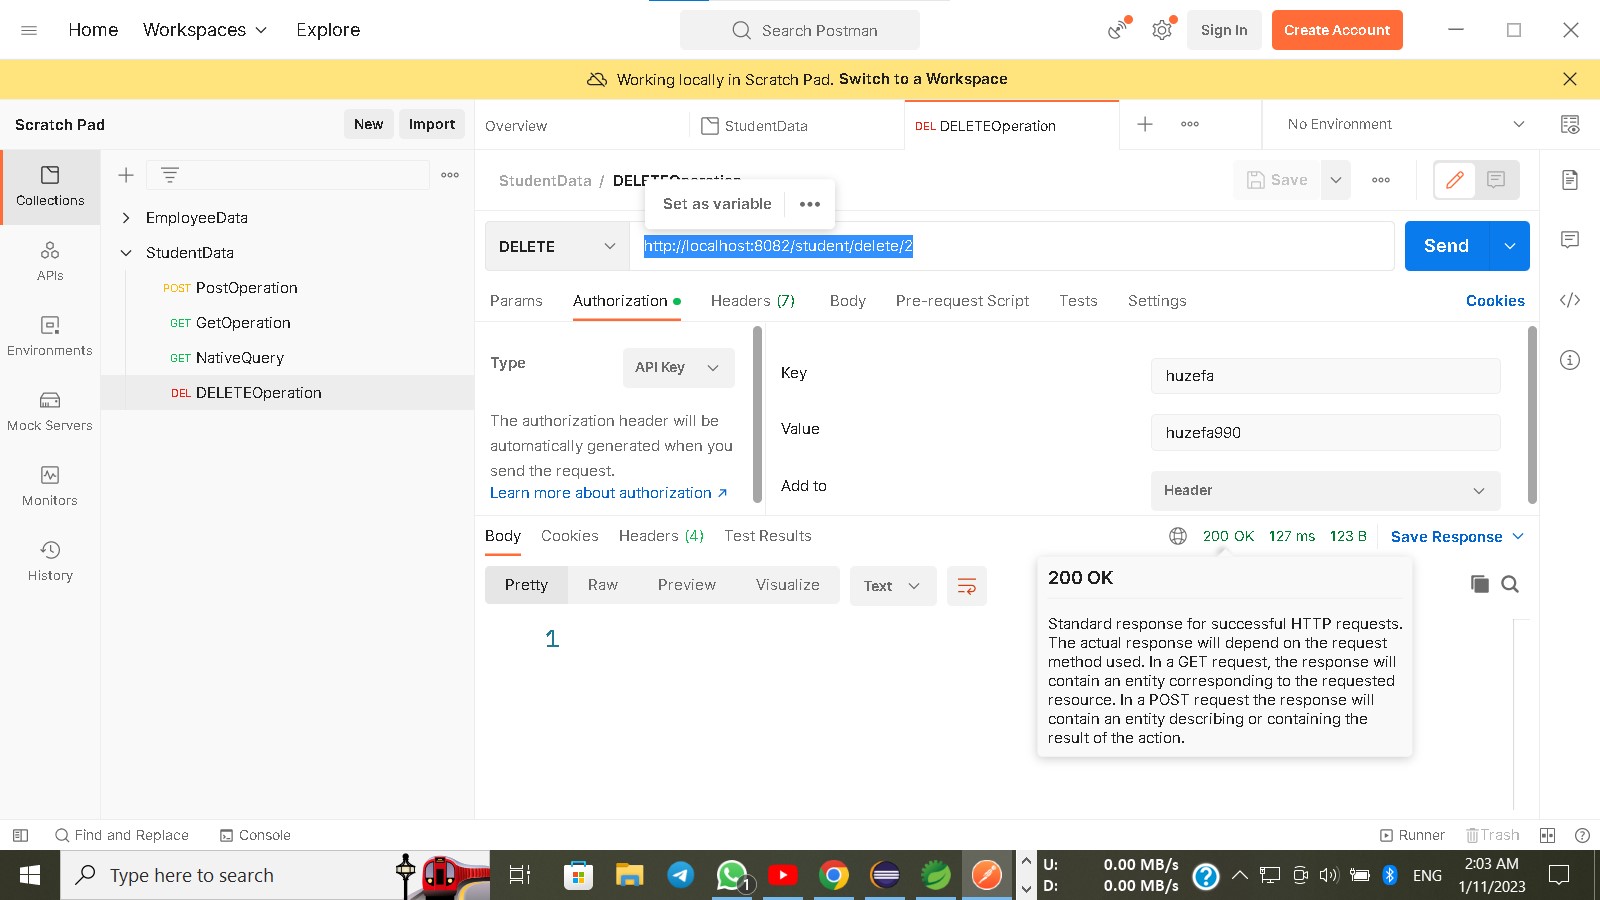 Home
Workspaces
Explore
Search Postman
Sign In
Create Account
Working locally in Scratch Pad. Switch to a Workspace
Scratch Pad
New
Import
Overview
StudentData
DEL DELETEOperation
No Environment
Collections
APIs
Environments
Mock Servers
Monitors
History
EmployeeData
StudentData
POST PostOperation
GET GetOperation
GET NativeQuery
DEL DELETEOperation
StudentData / DELETEOperation
Save
Set as variable
DELETE
http://localhost:8082/student/delete/2
Send
Params
Authorization
Headers (7)
Body
Pre-request Script
Tests
Settings
Cookies
Type
API Key
The authorization header will be
automatically generated when you
send the request.
Learn more about authorization ↗
Key
huzefa
Value
huzefa990
Add to
Header
Body
Cookies
Headers (4)
Test Results
200 OK
127 ms
123 B
Save Response
Pretty
Raw
Preview
Visualize
Text
1
200 OK
Standard response for successful HTTP requests.
The actual response will depend on the request
method used. In a GET request, the response will
contain an entity corresponding to the requested
resource. In a POST request the response will
contain an entity describing or containing the
result of the action.
Find and Replace
Console
Runner
Trash
Type here to search
1
U: 0.00 MB/s
D: 0.00 MB/s
ENG
2:03 AM
1/11/2023